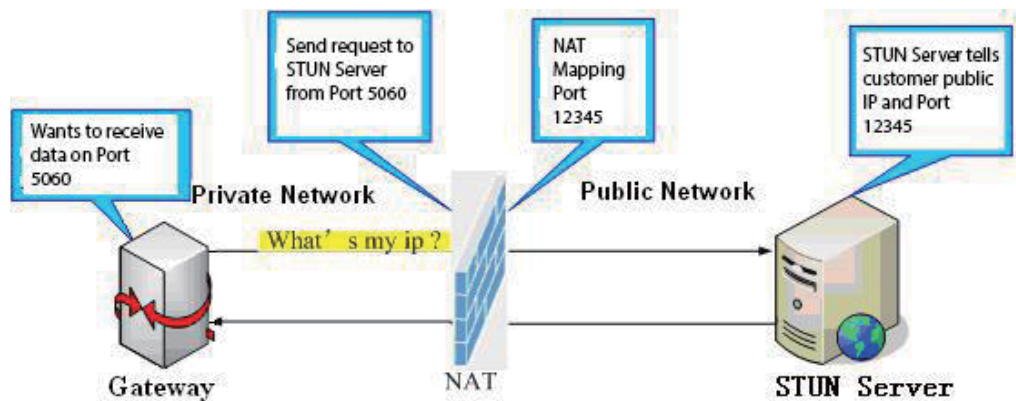 Send request to
STUN Server
from Port 5060
NAT
Mapping
Port
12345
STUN Server tells
customer public
IP and Port
12345
Wants to receive
data on Port
5060
Private Network
Public Network
What's my ip ?
Gateway
NAT
STUN Server